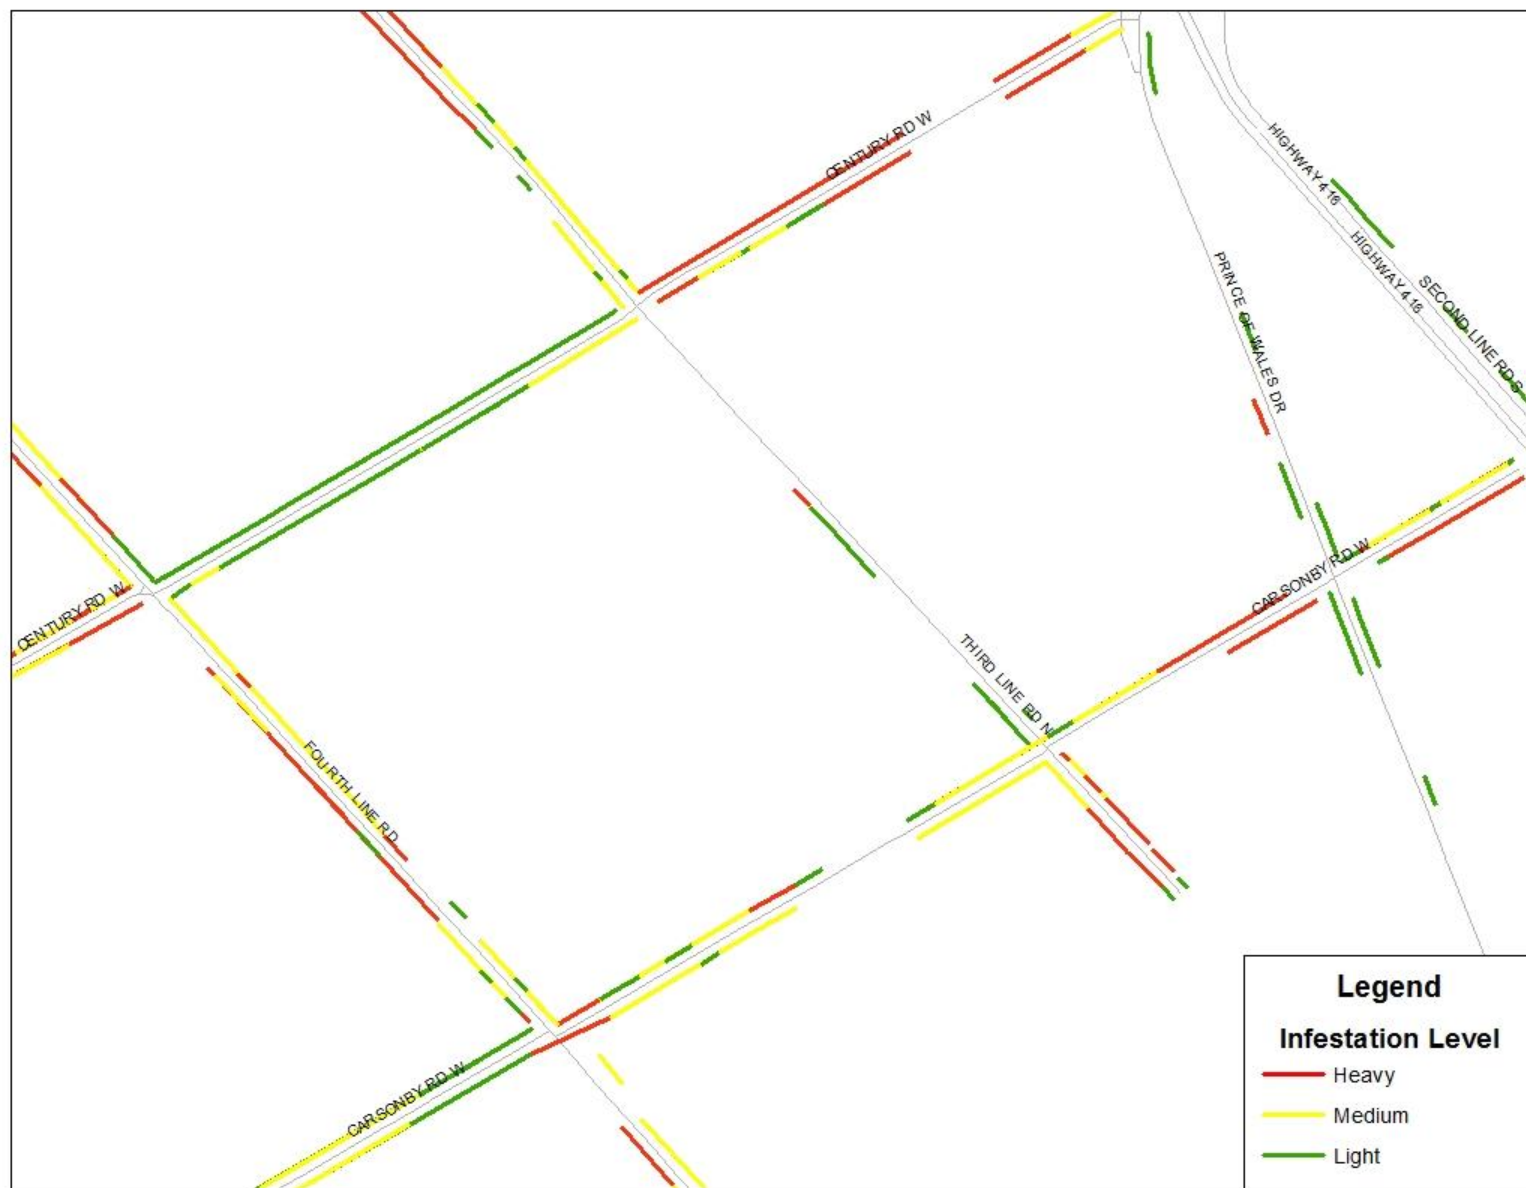 CENTURY RD W
HIGHWAY 416
HIGHWAY 416
SECOND LINE RD S
PRINCE OF WALES DR
CENTURY RD W
CARSONBY RD W
THIRD LINE RD N
FOURTH LINE RD
CARSONBY RD W
Legend
Infestation Level
Heavy
Medium
Light